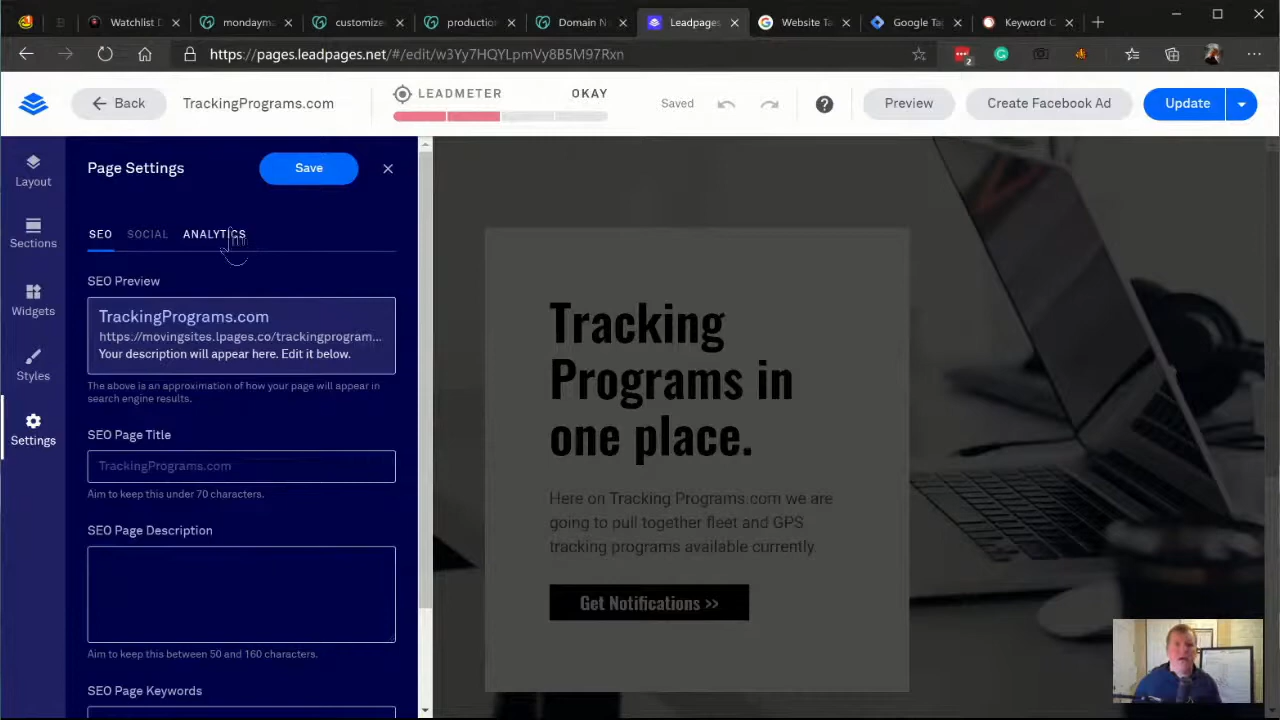 Watchlist
mondayma
customize
production
Domain N
Leadpages
Website Ta
Google Ta
Keyword C
https://pages.leadpages.net/#/edit/w3Yy7HQYLpmVy8B5M97Rxn
2
Back
TrackingPrograms.com
LEADMETER
OKAY
Saved
Preview
Create Facebook Ad
Update
Layout
Sections
Widgets
Styles
Settings
Page Settings
Save
SEO SOCIAL ANALYTICS
SEO Preview
TrackingPrograms.com
https://movingsites.lpages.co/trackingprogram...
Your description will appear here. Edit it below.
The above is an approximation of how your page will appear in
search engine results.
SEO Page Title
TrackingPrograms.com
Aim to keep this under 70 characters.
SEO Page Description
Aim to keep this between 50 and 160 characters.
SEO Page Keywords
Tracking
Programs in
one place.
Here on Tracking Programs.com we are
going to pull together fleet and GPS
tracking programs available currently.
Get Notifications >>